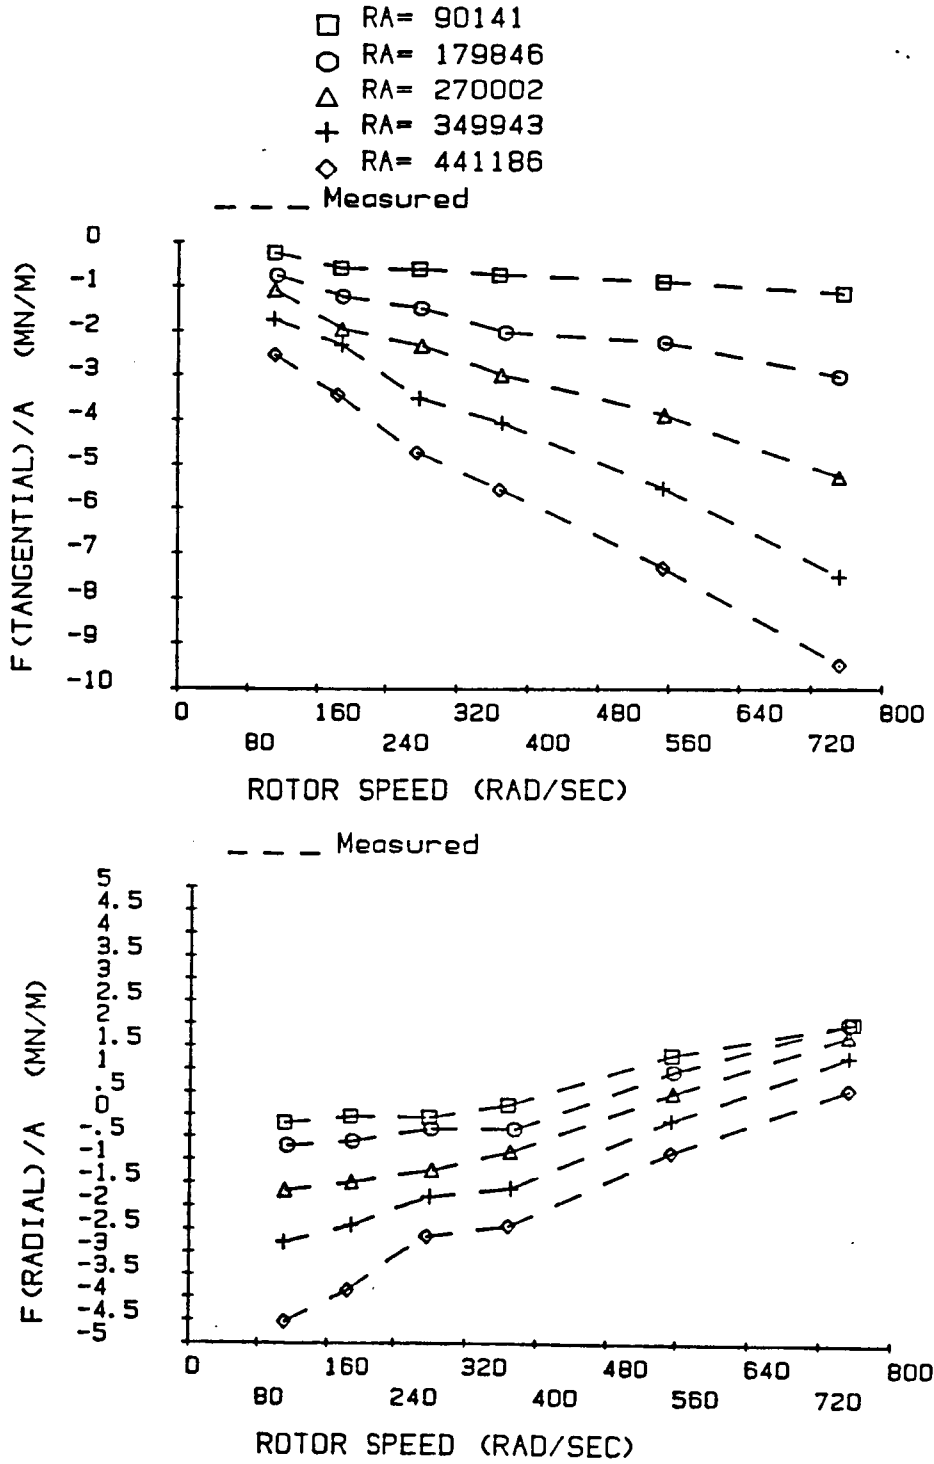 RA= 90141
RA= 179846
RA= 270002
RA= 349943
RA= 441186
Measured
0
-1
-2
-3
-4
-5
-6
-7
-8
-9
-10
F(TANGENTIAL)/A (MN/M)
0 160 320 480 640 800
80 240 400 560 720
ROTOR SPEED (RAD/SEC)
Measured
5
4.5
4
3.5
3
2.5
2
1.5
1
.5
0
-.5
-1
-1.5
-2
-2.5
-3
-3.5
-4
-4.5
-5
F(RADIAL)/A (MN/M)
0 160 320 480 640 800
80 240 400 560 720
ROTOR SPEED (RAD/SEC)